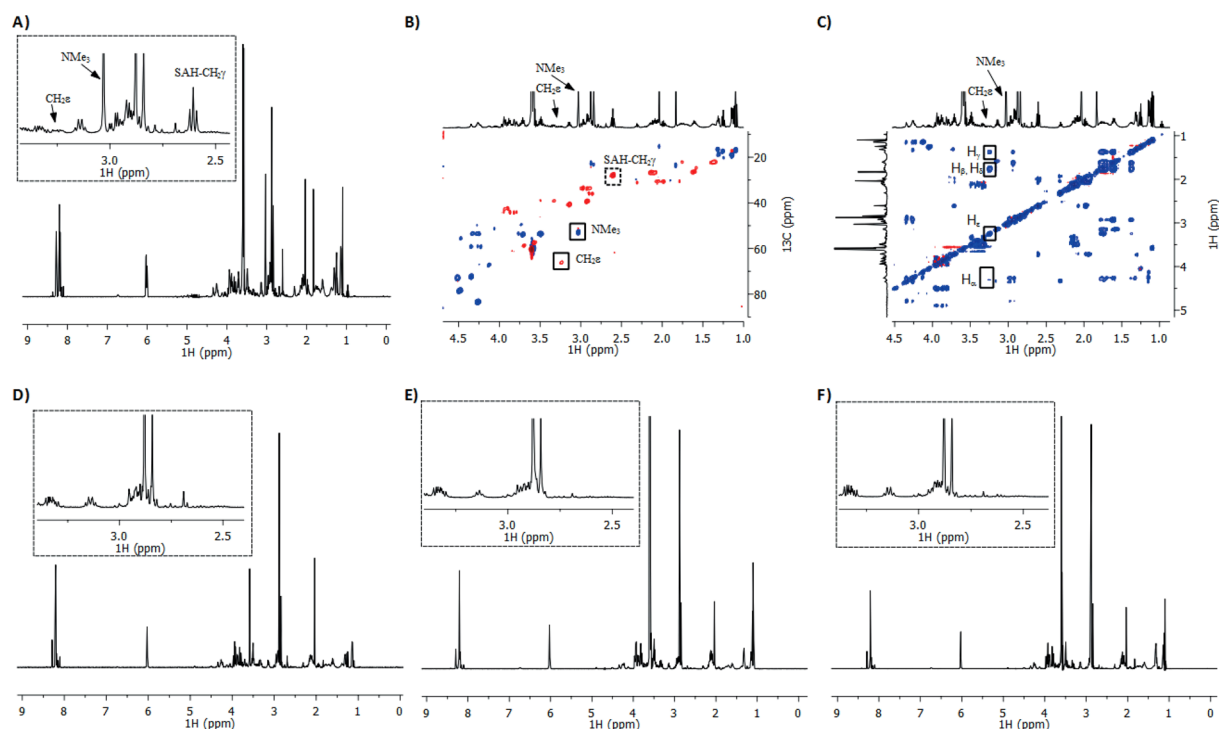 A)
NMe3
SAH-CH2γ
CH2ε
3.0 2.5
1H (ppm)
9 8 7 6 5 4 3 2 1 0
1H (ppm)
B)
NMe3
CH2ε
SAH-CH2γ
NMe3
CH2ε
20
40
60
80
13C (ppm)
4.5 4.0 3.5 3.0 2.5 2.0 1.5 1.0
1H (ppm)
C)
NMe3
CH2ε
Hγ
Hβ, Hδ
Hε
Hα
1
2
3
4
5
1H (ppm)
4.5 4.0 3.5 3.0 2.5 2.0 1.5 1.0
1H (ppm)
D)
3.0 2.5
1H (ppm)
9 8 7 6 5 4 3 2 1 0
1H (ppm)
E)
3.0 2.5
1H (ppm)
9 8 7 6 5 4 3 2 1 0
1H (ppm)
F)
3.0 2.5
1H (ppm)
9 8 7 6 5 4 3 2 1 0
1H (ppm)